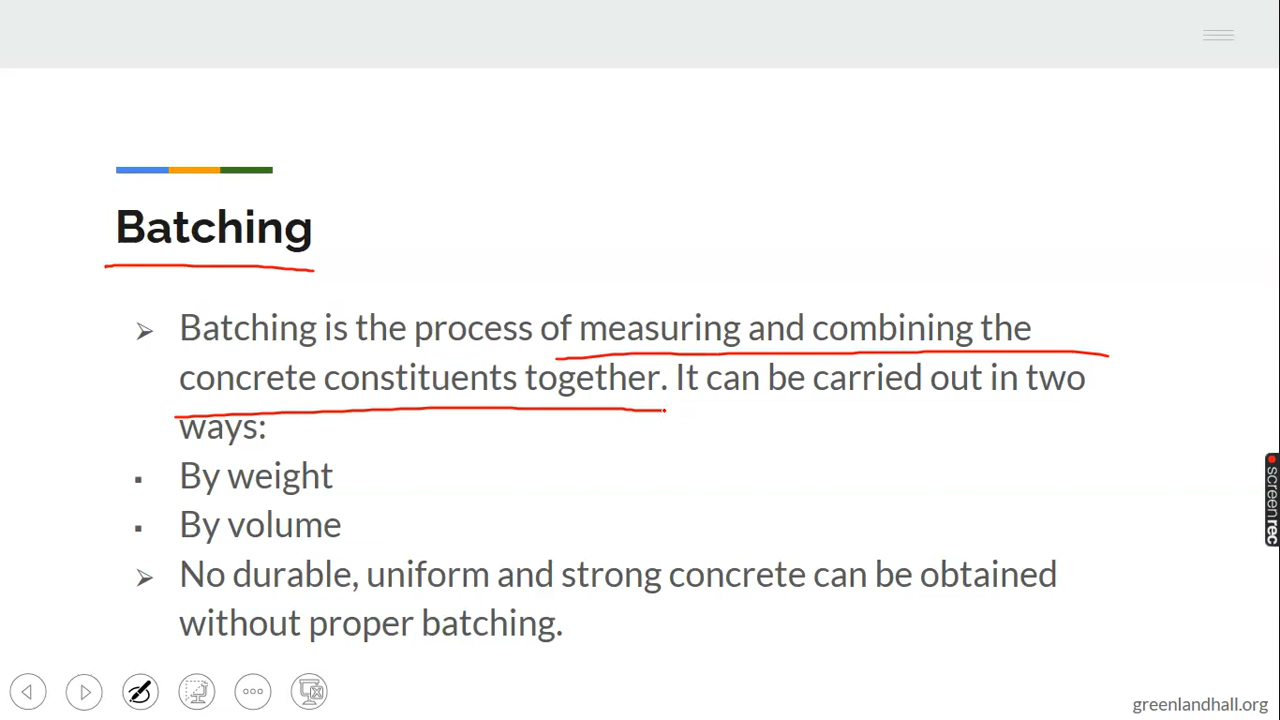 Batching
➢ Batching is the process of measuring and combining the
concrete constituents together. It can be carried out in two
ways:
▪ By weight
▪ By volume
➢ No durable, uniform and strong concrete can be obtained
without proper batching.
screenrec
greenlandhall.org